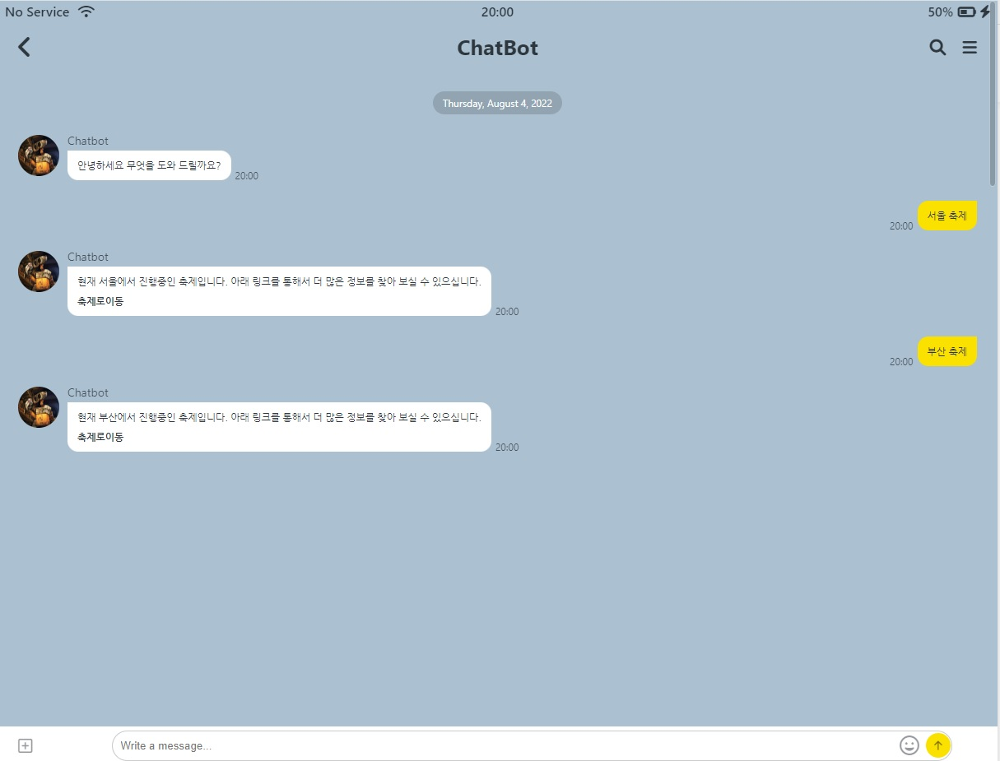 No Service
20:00
50%
ChatBot
Thursday, August 4, 2022
Chatbot
안녕하세요 무엇을 도와 드릴까요?
20:00
서울 축제
20:00
Chatbot
현재 서울에서 진행중인 축제입니다. 아래 링크를 통해서 더 많은 정보를 찾아 보실 수 있으십니다.
축제로이동
20:00
부산 축제
20:00
Chatbot
현재 부산에서 진행중인 축제입니다. 아래 링크를 통해서 더 많은 정보를 찾아 보실 수 있으십니다.
축제로이동
20:00
Write a message...